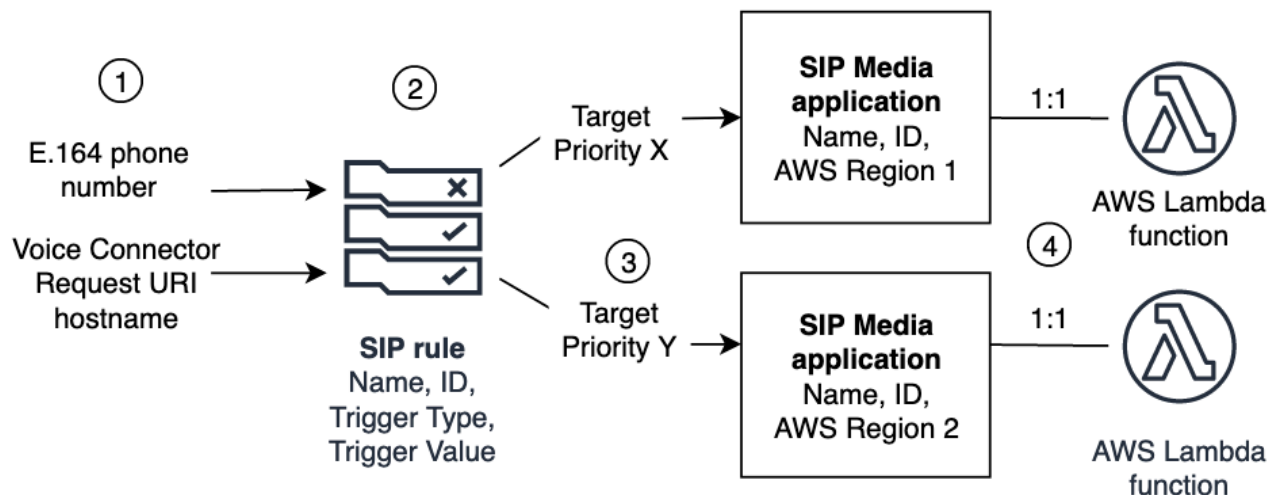 1
E.164 phone
number
Voice Connector
Request URI
hostname
2
SIP rule
Name, ID,
Trigger Type,
Trigger Value
Target
Priority X
3
Target
Priority Y
SIP Media
application
Name, ID,
AWS Region 1
SIP Media
application
Name, ID,
AWS Region 2
4
1:1
AWS Lambda
function
1:1
AWS Lambda
function